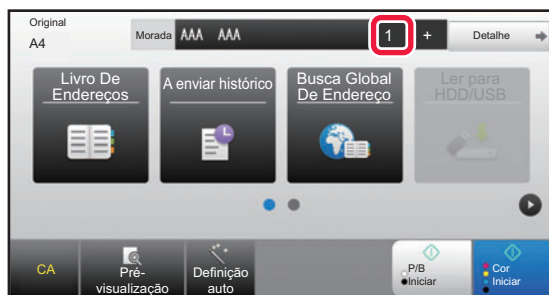 Original
A4
Morada AAA AAA 1 + Detalhe
Livro De
Endereços
A enviar histórico
Busca Global
De Endereço
Ler para
HDD/USB
CA
Pré-
visualização
Definição
auto
P/B
Iniciar
Cor
Iniciar